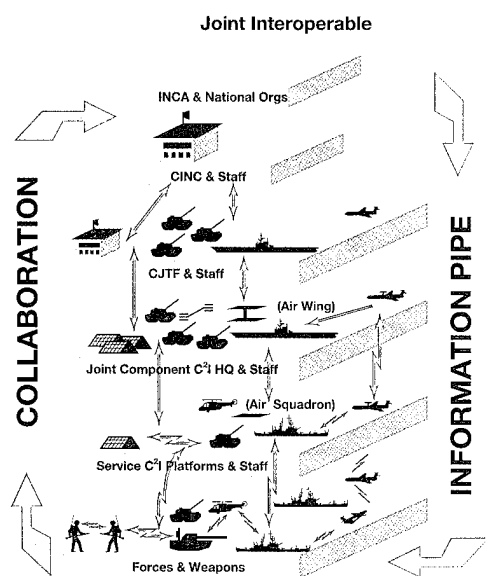 Joint Interoperable
INCA & National Orgs
CINC & Staff
CJTF & Staff
(Air Wing)
Joint Component C²I HQ & Staff
(Air Squadron)
Service C²I Platforms & Staff
Forces & Weapons
COLLABORATION
INFORMATION PIPE